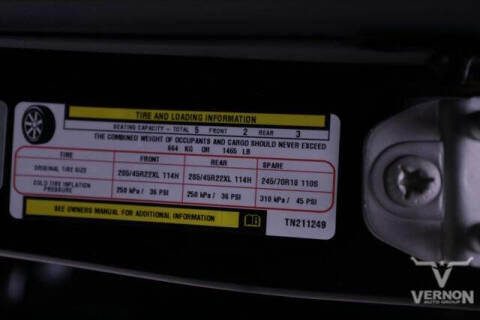 TIRE AND LOADING INFORMATION
SEATING CAPACITY - TOTAL 5 FRONT 2 REAR 3
THE COMBINED WEIGHT OF OCCUPANTS AND CARGO SHOULD NEVER EXCEED
664 KG OR 1465 LB
TIRE FRONT REAR SPARE
ORIGINAL TIRE SIZE 285/45R22XL 114H 285/45R22XL 114H 245/70R18 110S
COLD TIRE INFLATION PRESSURE 250 kPa / 36 PSI 250 kPa / 36 PSI 310 kPa / 45 PSI
SEE OWNERS MANUAL FOR ADDITIONAL INFORMATION
TN211249
VERNON
AUTO GROUP